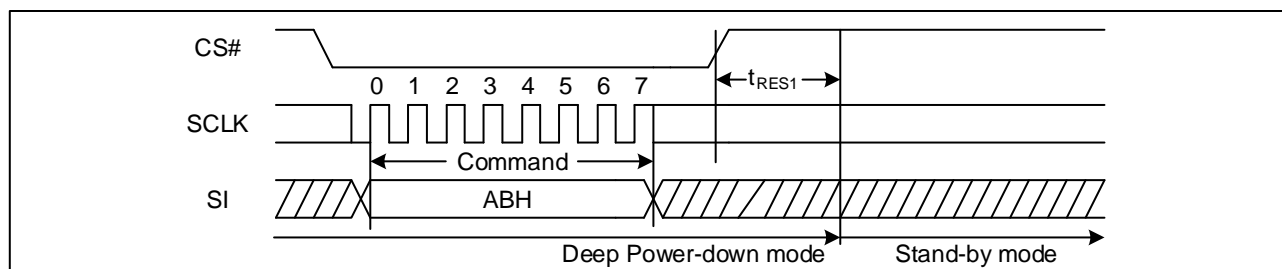 CS#
tRES1
0 1 2 3 4 5 6 7
SCLK
Command
SI
ABH
Deep Power-down mode Stand-by mode